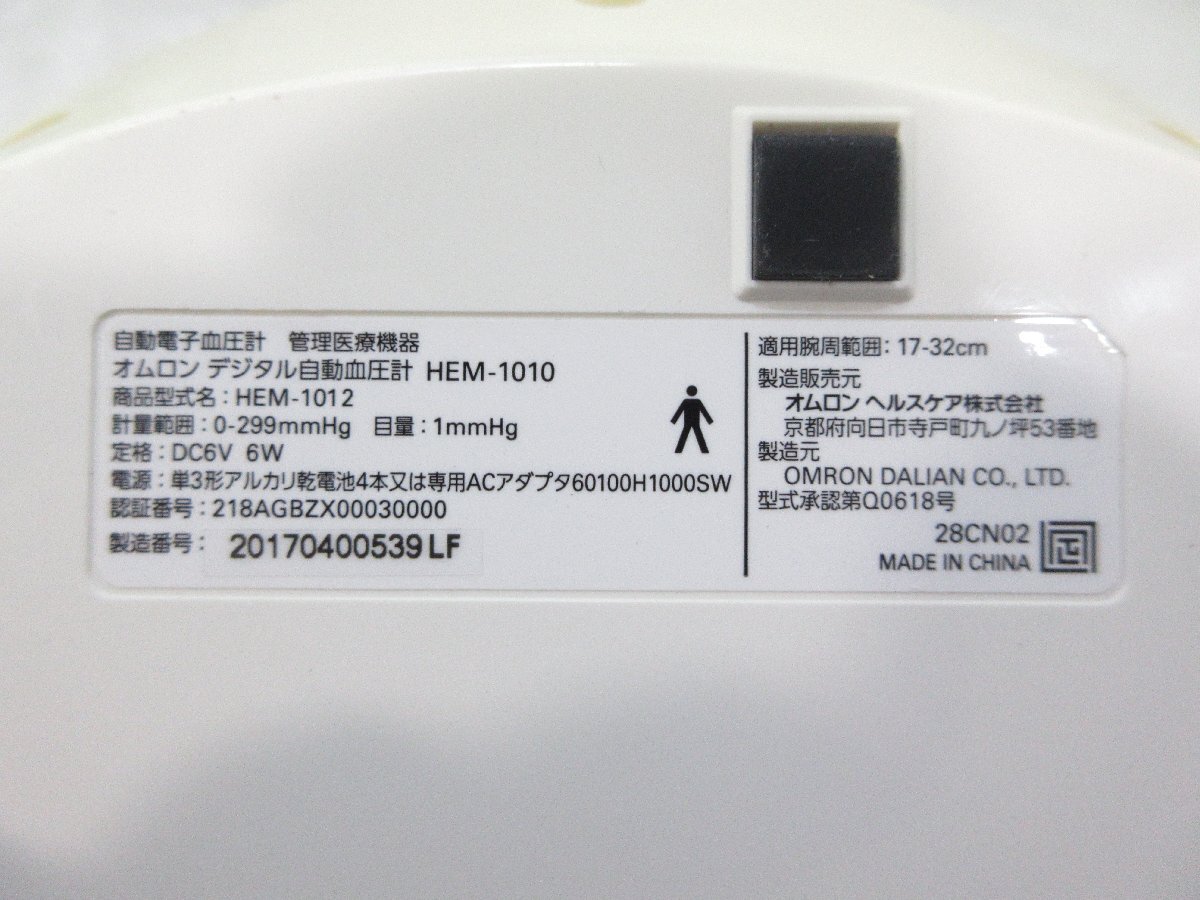 自動電子血圧計 管理医療機器
オムロン デジタル自動血圧計 HEM-1010
商品型式名：HEM-1012
計量範囲：0-299mmHg 目量：1mmHg
定格：DC6V 6W
電源：単3形アルカリ乾電池4本又は専用ACアダプタ60100H1000SW
認証番号：218AGBZX00030000
製造番号： 20170400539LF
適用腕周範囲：17-32cm
製造販売元
オムロン ヘルスケア株式会社
京都府向日市寺戸町九ノ坪53番地
製造元
OMRON DALIAN CO., LTD.
型式承認第Q0618号
28CN02
MADE IN CHINA
正